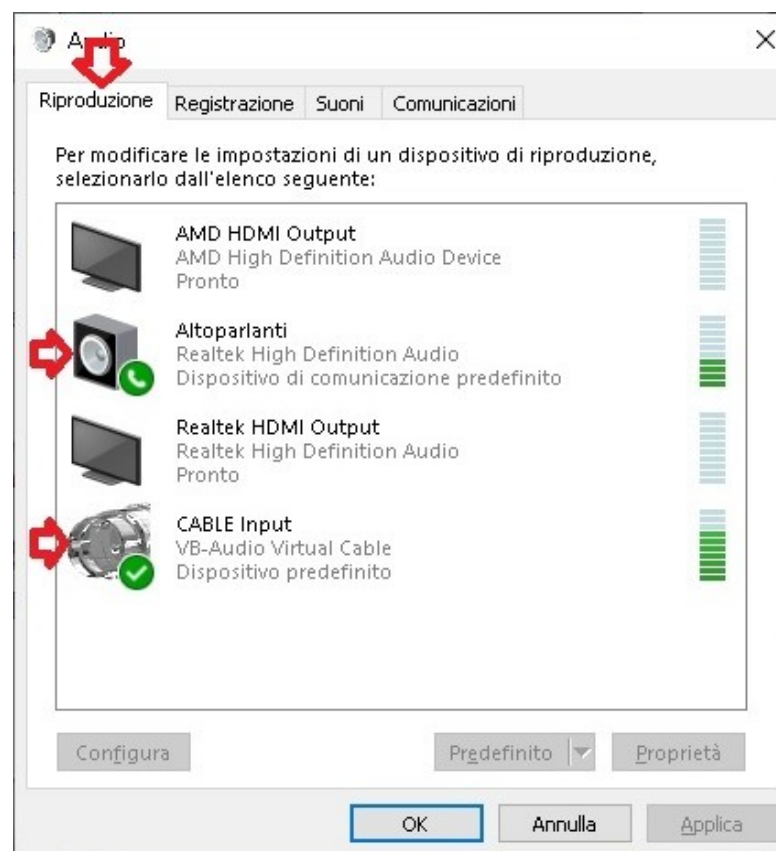 Audio
Riproduzione Registrazione Suoni Comunicazioni
Per modificare le impostazioni di un dispositivo di riproduzione,
selezionarlo dall'elenco seguente:
AMD HDMI Output
AMD High Definition Audio Device
Pronto
Altoparlanti
Realtek High Definition Audio
Dispositivo di comunicazione predefinito
Realtek HDMI Output
Realtek High Definition Audio
Pronto
CABLE Input
VB-Audio Virtual Cable
Dispositivo predefinito
Configura Predefinito Proprietà
OK Annulla Applica